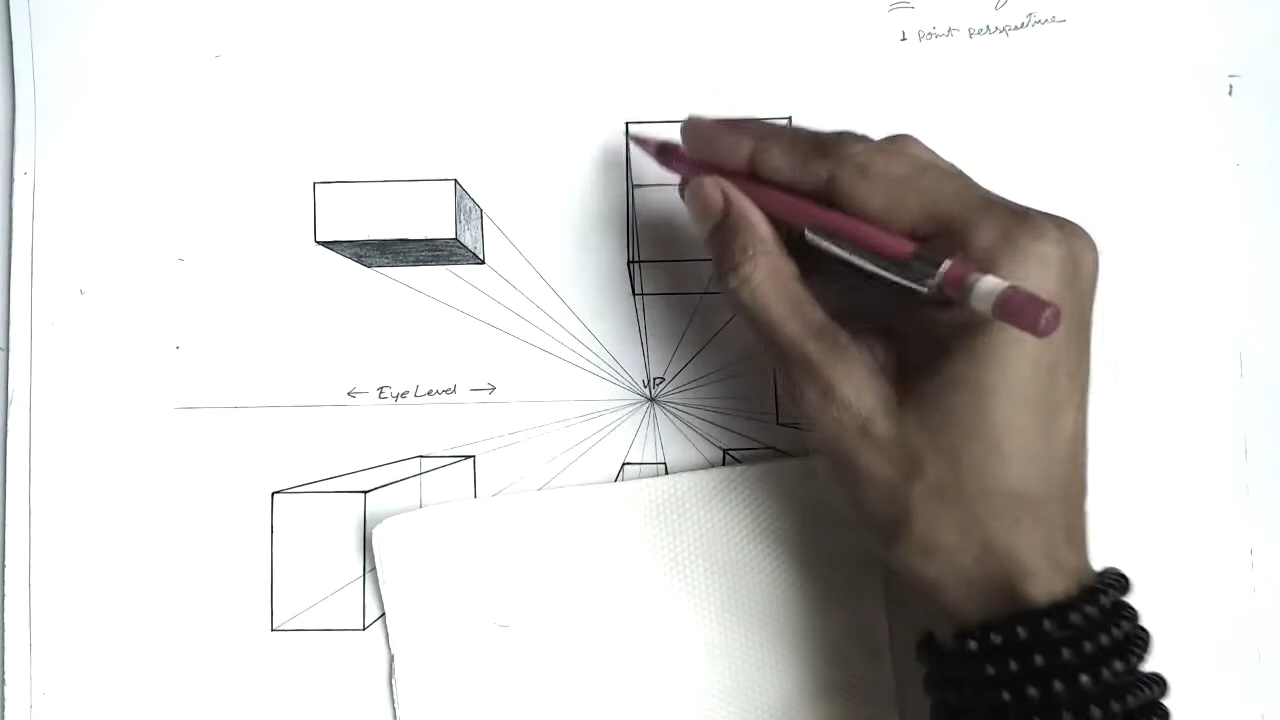 1 Point perspective
VP
← Eye Level →